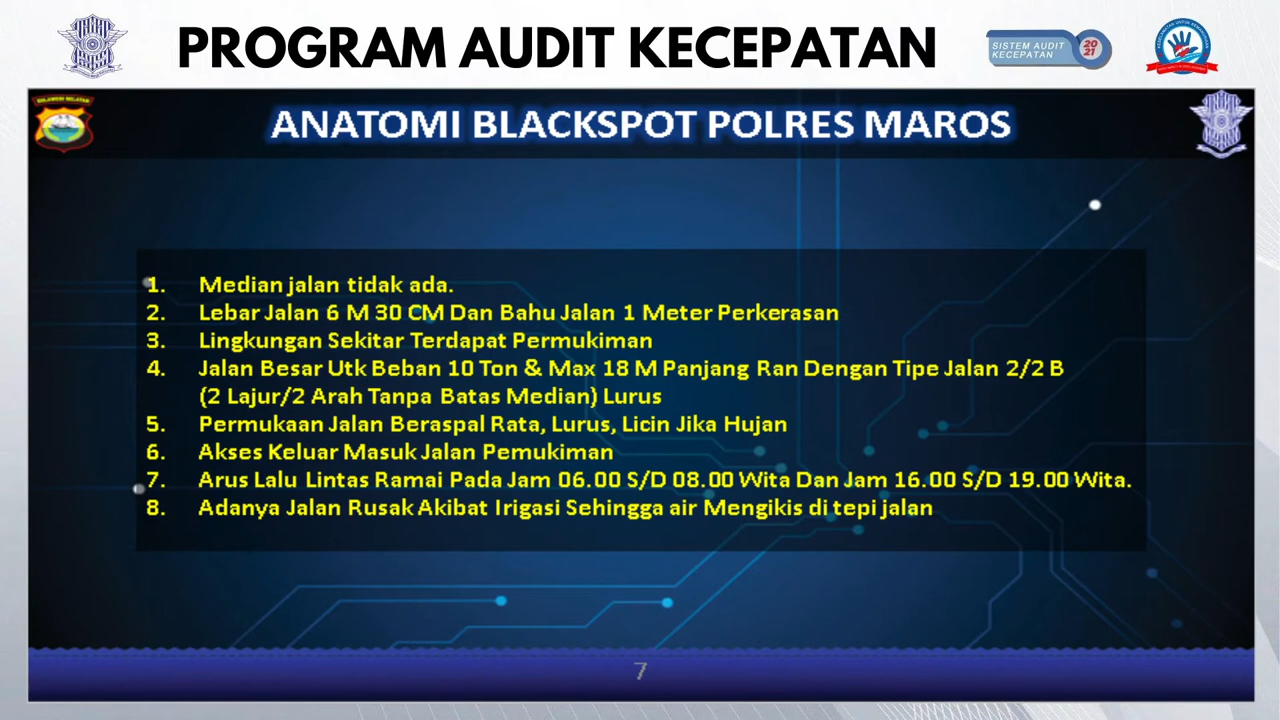 PROGRAM AUDIT KECEPATAN
SISTEM AUDIT
KECEPATAN
20
21
SULAWESI SELATAN
ANATOMI BLACKSPOT POLRES MAROS
1. Median jalan tidak ada.
2. Lebar Jalan 6 M 30 CM Dan Bahu Jalan 1 Meter Perkerasan
3. Lingkungan Sekitar Terdapat Permukiman
4. Jalan Besar Utk Beban 10 Ton & Max 18 M Panjang Ran Dengan Tipe Jalan 2/2 B
(2 Lajur/2 Arah Tanpa Batas Median) Lurus
5. Permukaan Jalan Beraspal Rata, Lurus, Licin Jika Hujan
6. Akses Keluar Masuk Jalan Pemukiman
7. Arus Lalu Lintas Ramai Pada Jam 06.00 S/D 08.00 Wita Dan Jam 16.00 S/D 19.00 Wita.
8. Adanya Jalan Rusak Akibat Irigasi Sehingga air Mengikis di tepi jalan
7